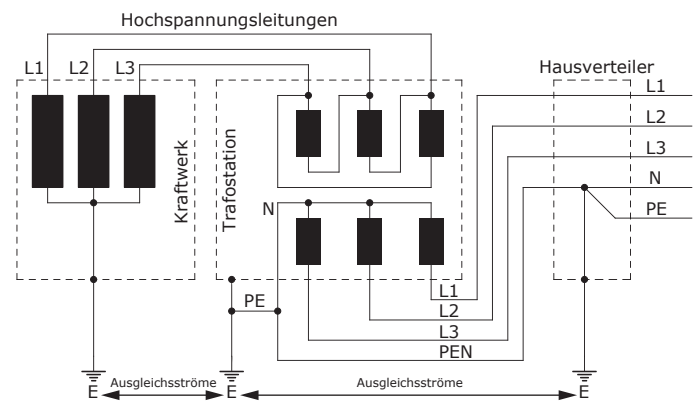 Hochspannungsleitungen
L1 L2 L3
Hausverteiler
L1
L2
L3
N
PE
Kraftwerk
Trafostation
N
L1
L2
L3
PEN
PE
E Ausgleichsströme E Ausgleichsströme E